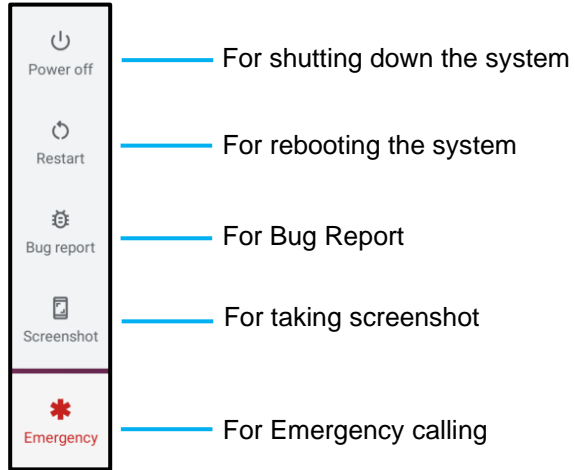 Power off
For shutting down the system
Restart
For rebooting the system
Bug report
For Bug Report
Screenshot
For taking screenshot
Emergency
For Emergency calling